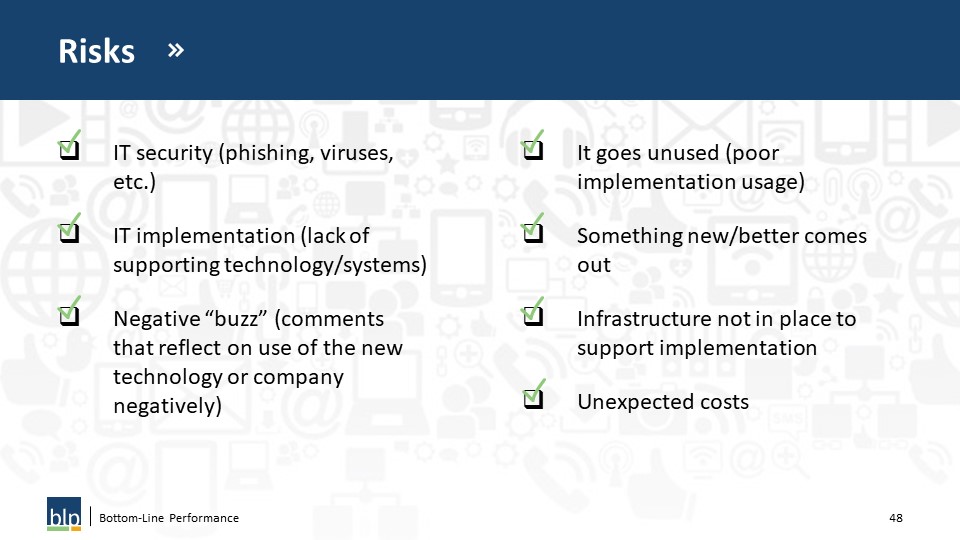 Risks »
IT security (phishing, viruses,
etc.)
IT implementation (lack of
supporting technology/systems)
Negative “buzz” (comments
that reflect on use of the new
technology or company
negatively)
It goes unused (poor
implementation usage)
Something new/better comes
out
Infrastructure not in place to
support implementation
Unexpected costs
blp
Bottom-Line Performance
48